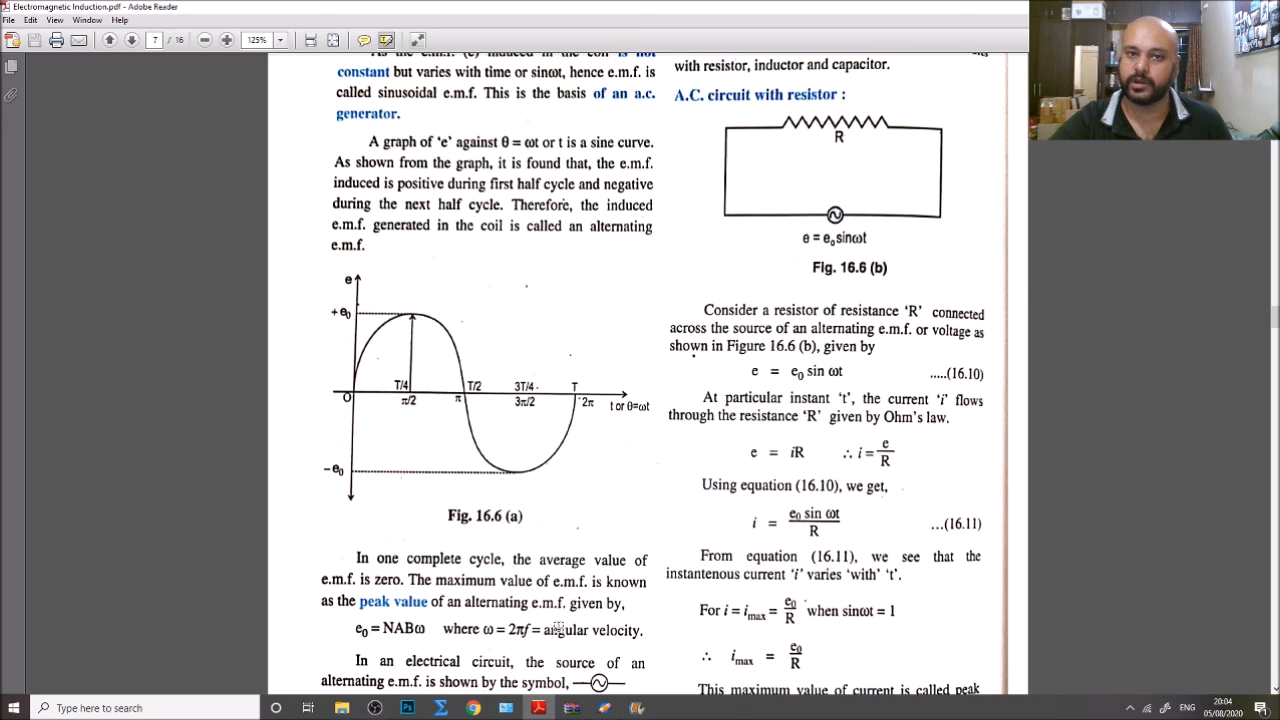 Electromagnetic Induction.pdf - Adobe Reader
File Edit View Window Help
7 / 16 125%
constant but varies with time or sinωt, hence e.m.f. is
called sinusoidal e.m.f. This is the basis of an a.c.
generator.
A graph of 'e' against θ = ωt or t is a sine curve.
As shown from the graph, it is found that, the e.m.f.
induced is positive during first half cycle and negative
during the next half cycle. Therefore, the induced
e.m.f. generated in the coil is called an alternating
e.m.f.
e
+e₀
T/4 T/2 3T/4 T
O π/2 π 3π/2 2π t or θ=ωt
−e₀
Fig. 16.6 (a)
In one complete cycle, the average value of
e.m.f. is zero. The maximum value of e.m.f. is known
as the peak value of an alternating e.m.f. given by,
e₀ = NABω where ω = 2πf = angular velocity.
In an electrical circuit, the source of an
alternating e.m.f. is shown by the symbol,
with resistor, inductor and capacitor.
A.C. circuit with resistor :
R
e = e₀sinωt
Fig. 16.6 (b)
Consider a resistor of resistance 'R' connected
across the source of an alternating e.m.f. or voltage as
shown in Figure 16.6 (b), given by
e = e₀ sin ωt .....(16.10)
At particular instant 't', the current 'i' flows
through the resistance 'R' given by Ohm's law.
e = iR ∴ i = e/R
Using equation (16.10), we get,
i = e₀ sin ωt / R ...(16.11)
From equation (16.11), we see that the
instantenous current 'i' varies 'with' 't'.
For i = imax = e₀/R when sinωt = 1
∴ imax = e₀/R
This maximum value of current is called peak
Type here to search
ENG
20:04
05/08/2020